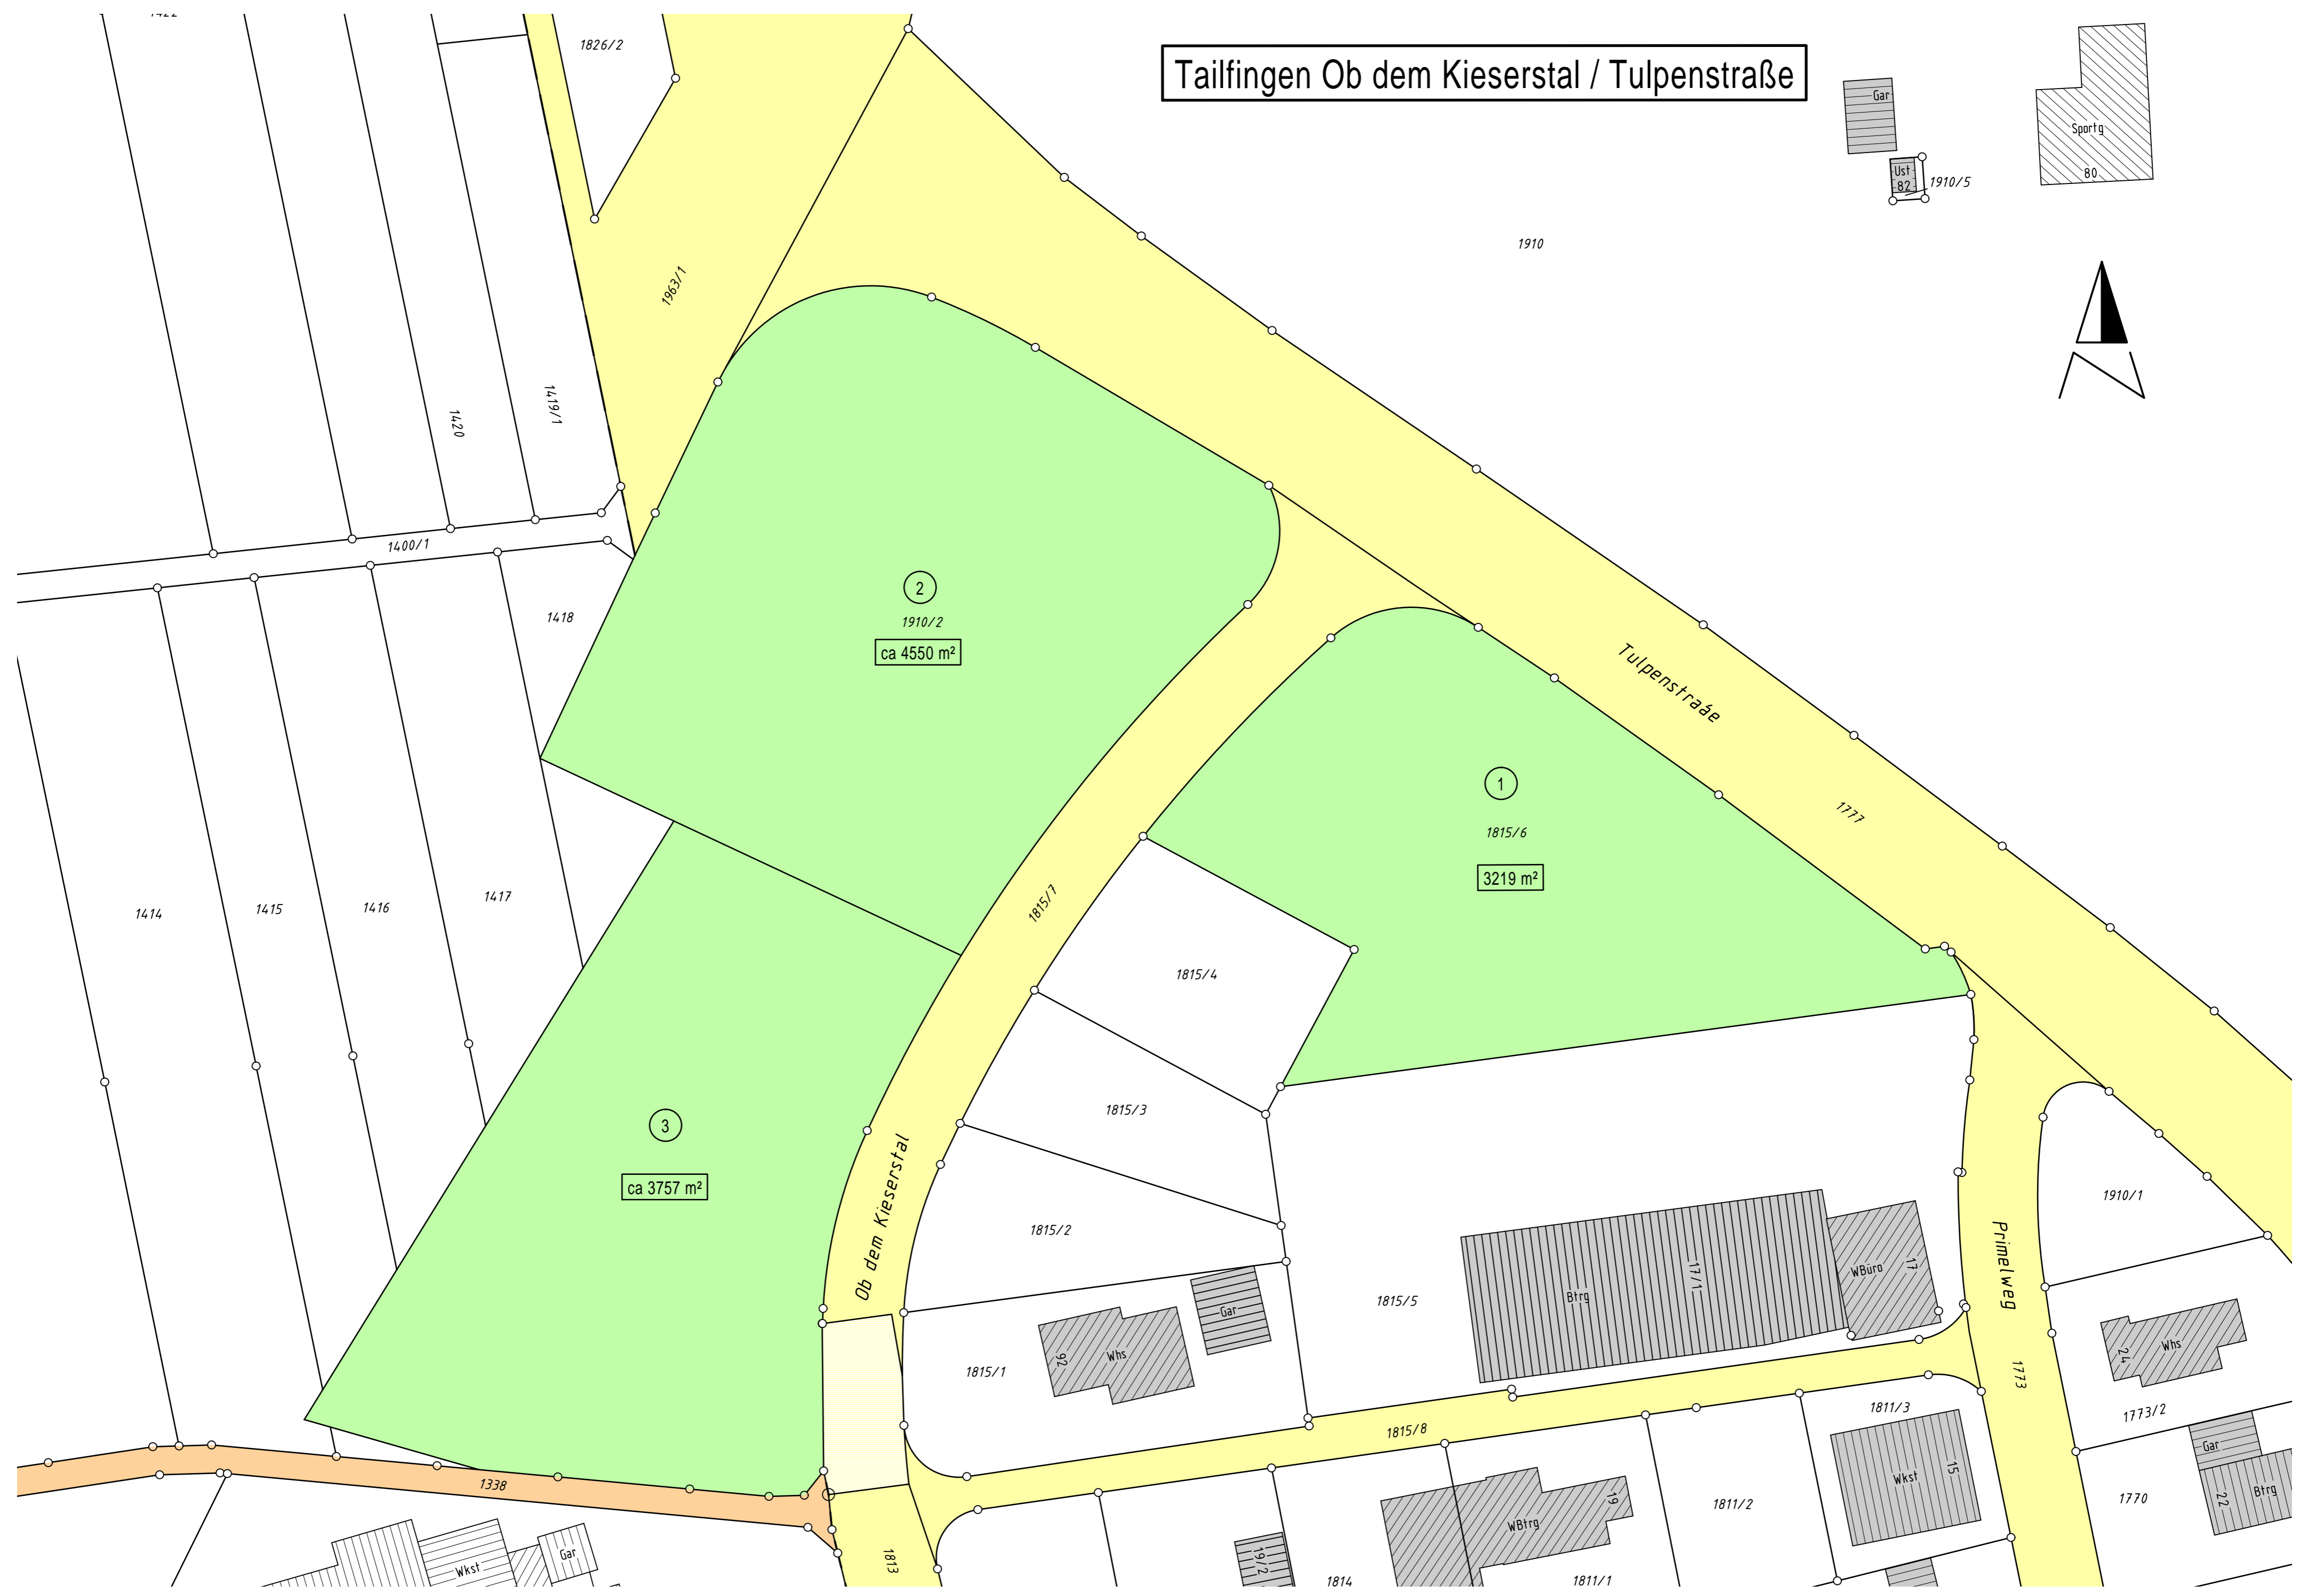 Tailfingen Ob dem Kieserstal / Tulpenstraße
1826/2
Gar
Sportg
80
Ust
82
1910/5
1910
1963/1
1419/1
1420
1400/1
1418
2
1910/2
ca 4550 m²
Tulpenstraáe
1777
1
1815/6
3219 m²
1414
1415
1416
1417
1815/7
1815/4
1815/3
3
ca 3757 m²
Ob dem Kieserstal
1815/2
1910/1
Primelweg
WBüro
17
17/1
Btrg
1815/5
Gar
Whs
92
1815/1
Whs
24
1773
1773/2
1811/3
1815/8
Gar
Wkst
15
1338
1811/2
1770
Btrg
22
WBtrg
19
Gar
Wkst
1813
19/2
1814
1811/1